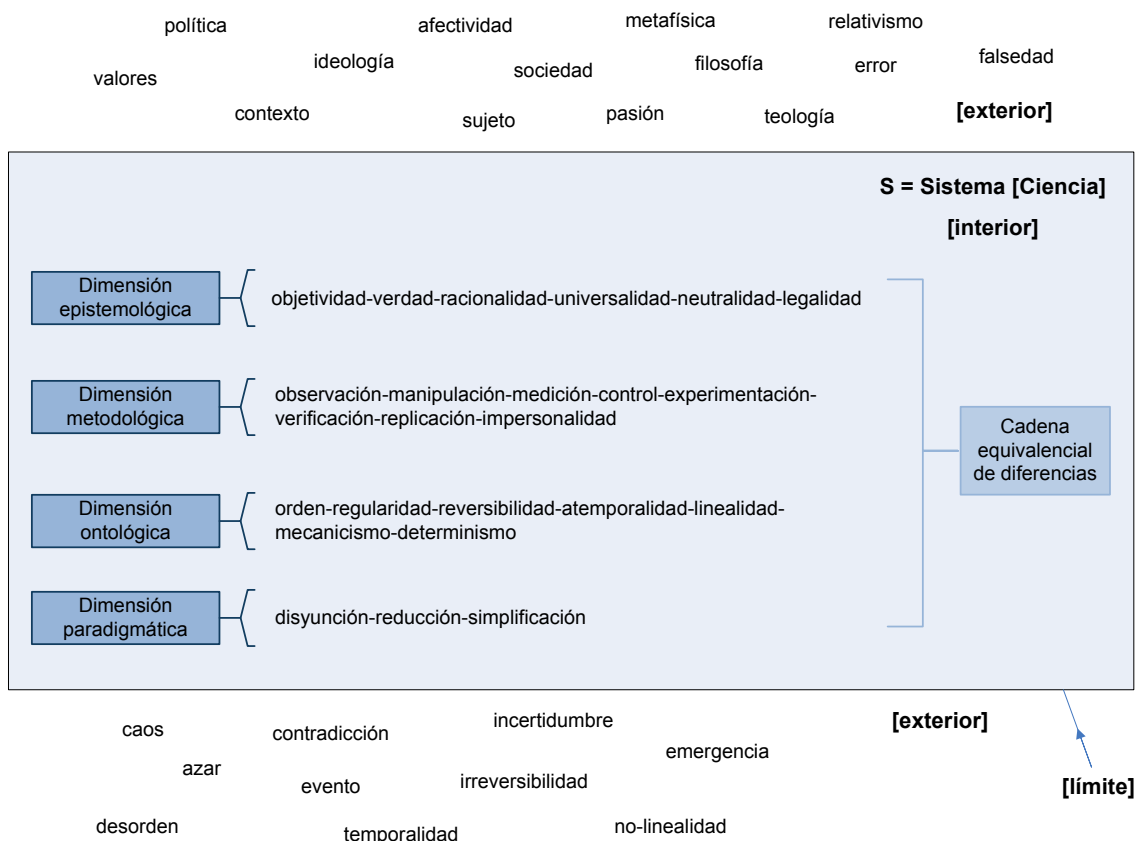 política
afectividad
metafísica
relativismo
valores
ideología
sociedad
filosofía
error
falsedad
contexto
sujeto
pasión
teología
[exterior]
S = Sistema [Ciencia]
[interior]
Dimensión
epistemológica
objetividad-verdad-racionalidad-universalidad-neutralidad-legalidad
Dimensión
metodológica
observación-manipulación-medición-control-experimentación-
verificación-replicación-impersonalidad
Cadena
equivalencial
de diferencias
Dimensión
ontológica
orden-regularidad-reversibilidad-atemporalidad-linealidad-
mecanicismo-determinismo
Dimensión
paradigmática
disyunción-reducción-simplificación
caos
contradicción
incertidumbre
[exterior]
emergencia
azar
evento
irreversibilidad
[límite]
desorden
temporalidad
no-linealidad